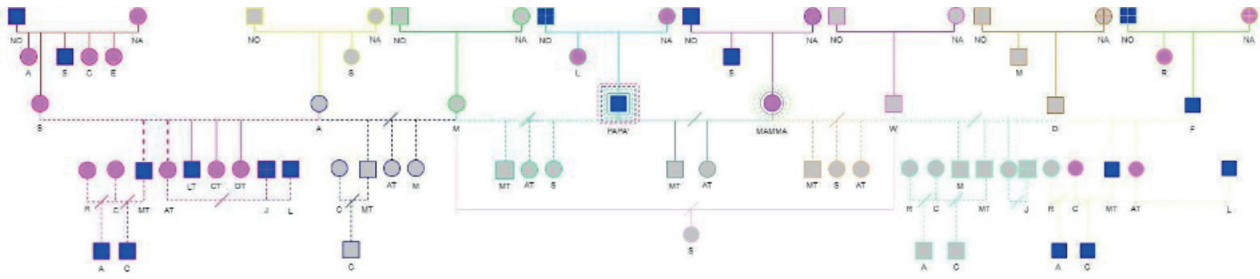 NO NA NO NA NO NA NO NA NO NA NO NA NO NA NO NA
A S C E S L S M R
S A M PAPA' MAMMA W D F
LT CT DT AT M MT AT S MT AT MT S AT M
R C MT AT J L C MT R C MT J R C MT AT L
A C C S A C A C